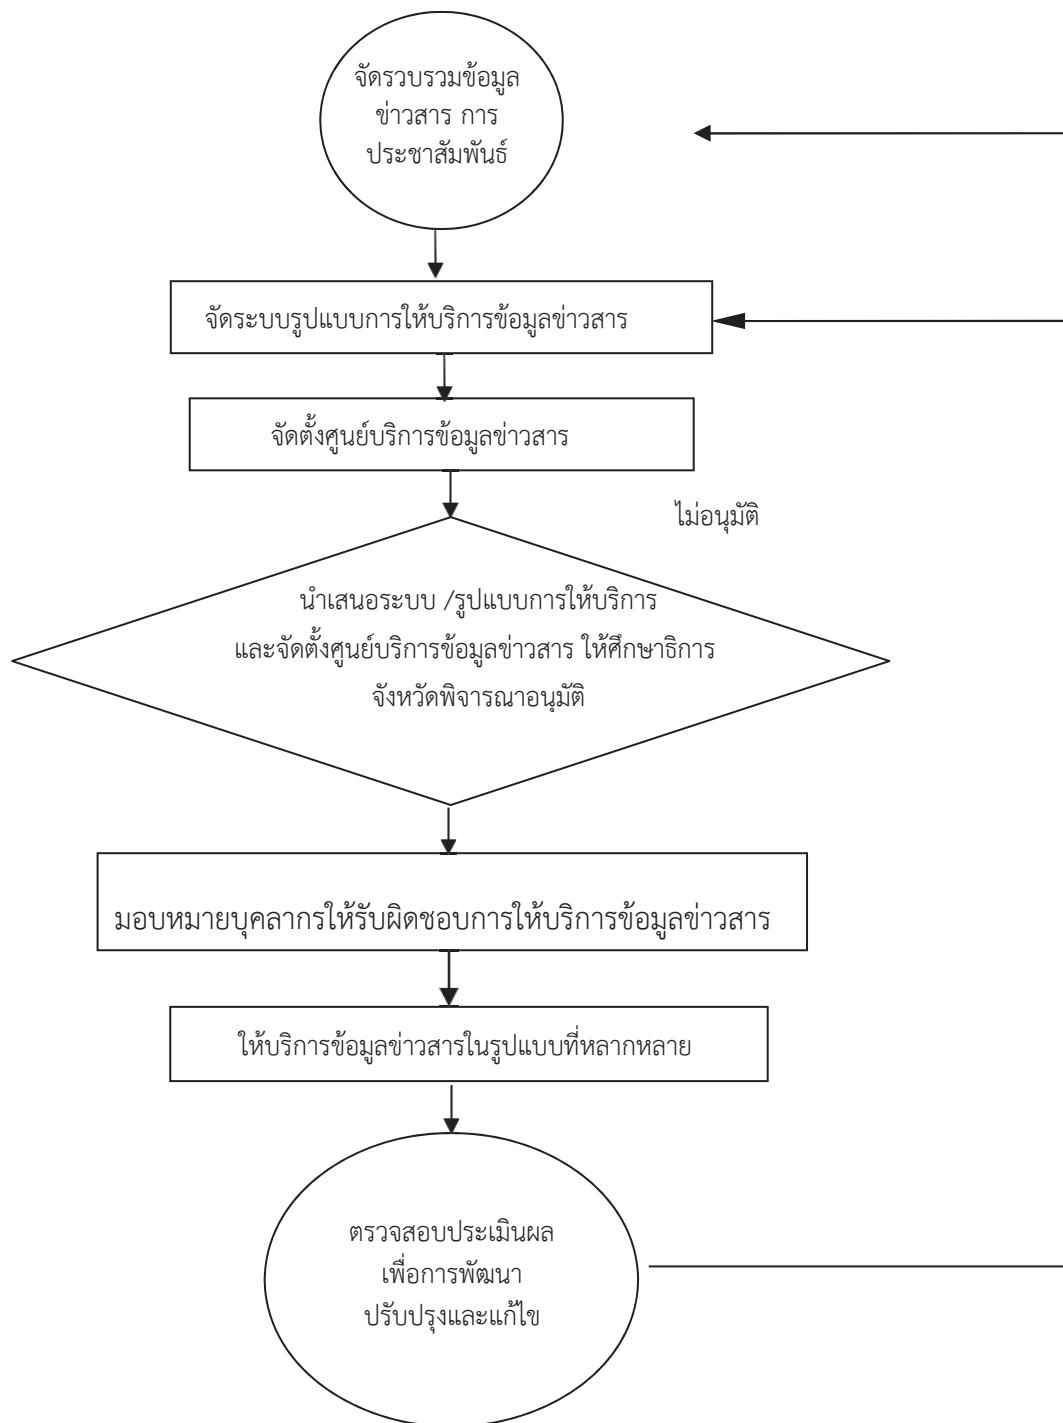 จัดรวบรวมข้อมูล
ข่าวสาร การ
ประชาสัมพันธ์
จัดระบบรูปแบบการให้บริการข้อมูลข่าวสาร
จัดตั้งศูนย์บริการข้อมูลข่าวสาร
ไม่อนุมัติ
นำเสนอระบบ /รูปแบบการให้บริการ
และจัดตั้งศูนย์บริการข้อมูลข่าวสาร ให้ศึกษาธิการ
จังหวัดพิจารณาอนุมัติ
มอบหมายบุคลากรให้รับผิดชอบการให้บริการข้อมูลข่าวสาร
ให้บริการข้อมูลข่าวสารในรูปแบบที่หลากหลาย
ตรวจสอบประเมินผล
เพื่อการพัฒนา
ปรับปรุงและแก้ไข